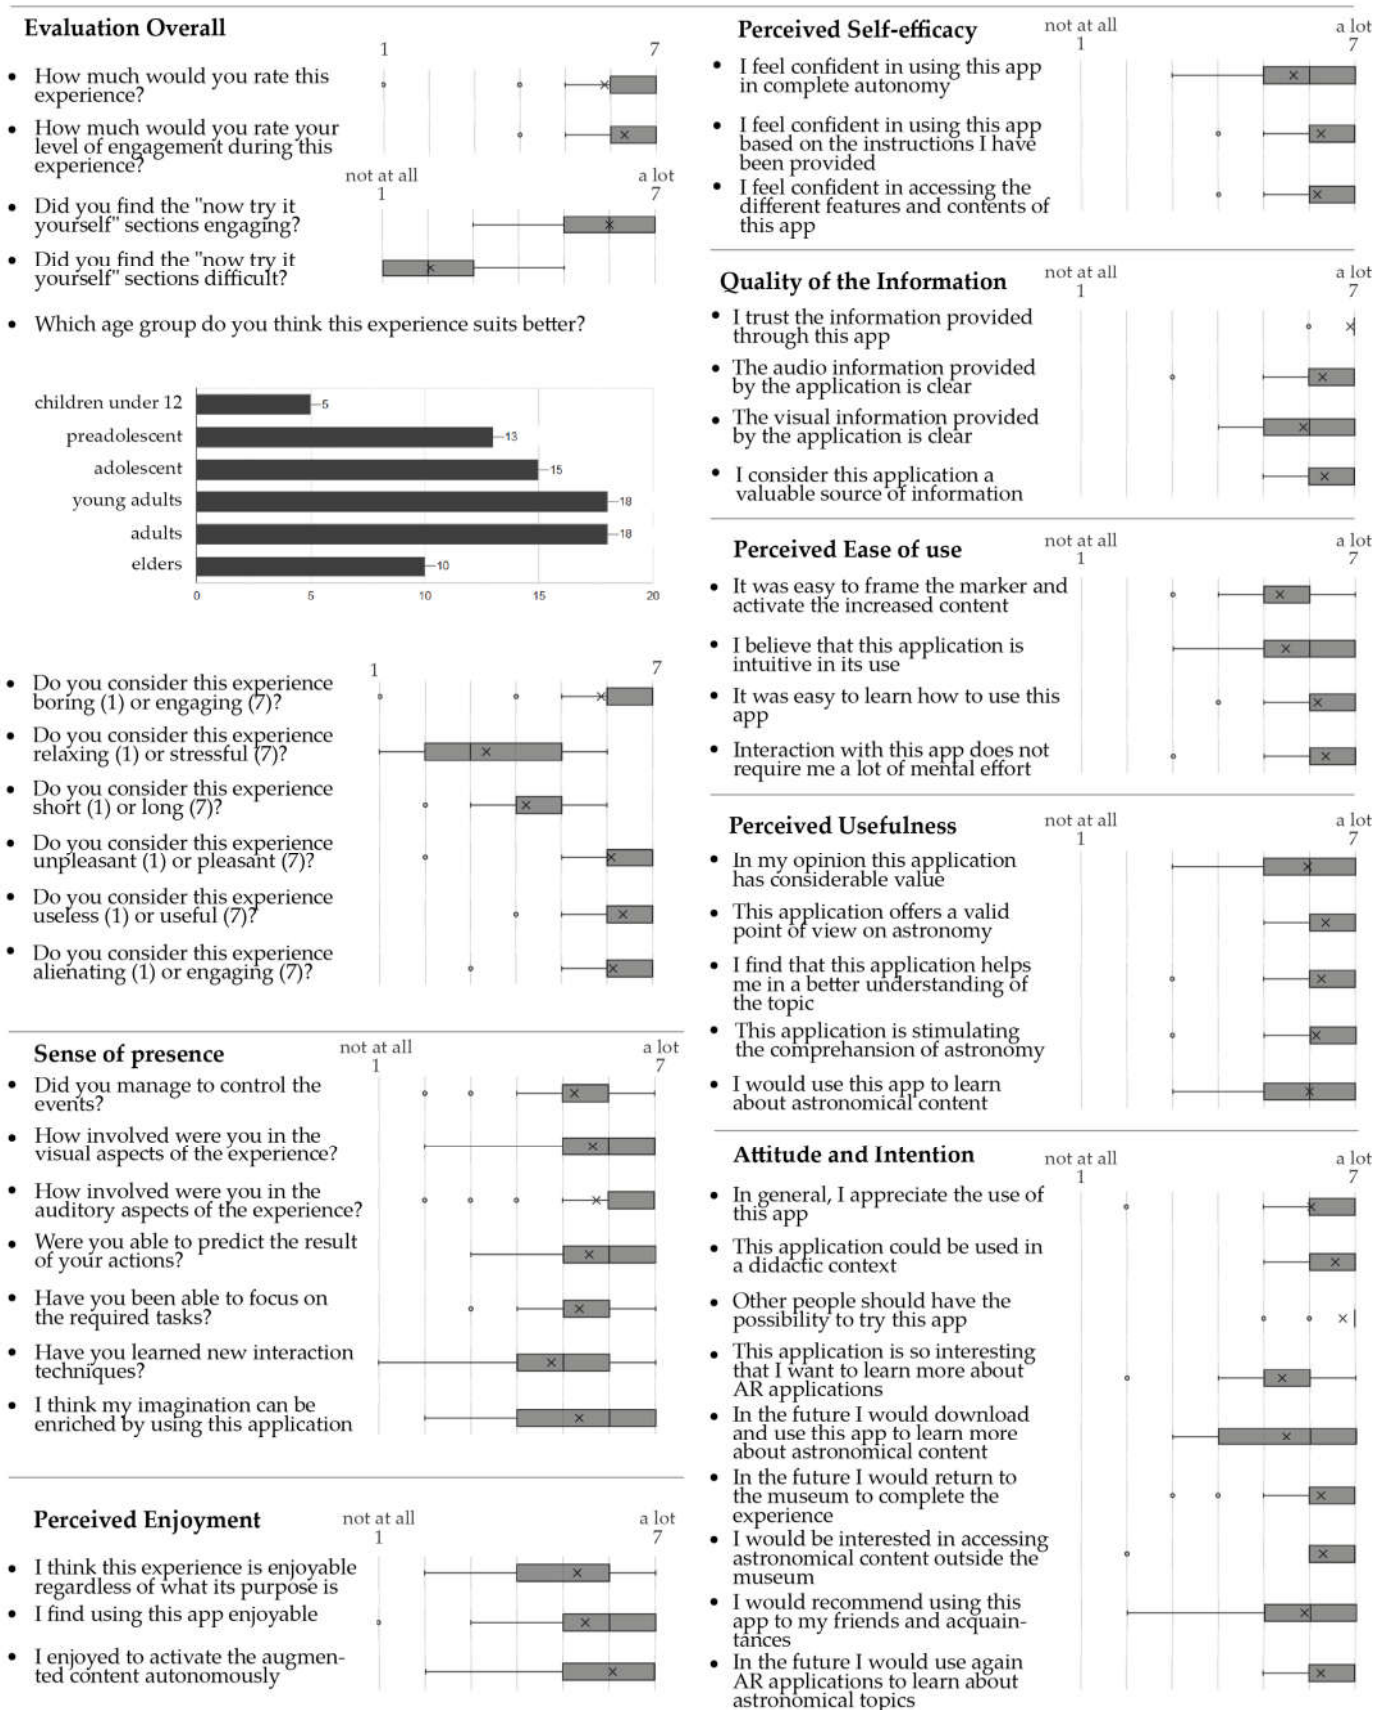 Evaluation Overall
1 7
• How much would you rate this
experience?
• How much would you rate your
level of engagement during this
experience?
not at all a lot
1 7
• Did you find the "now try it
yourself" sections engaging?
• Did you find the "now try it
yourself" sections difficult?
• Which age group do you think this experience suits better?
children under 12 5
preadolescent 13
adolescent 15
young adults 18
adults 18
elders 10
0 5 10 15 20
1 7
• Do you consider this experience
boring (1) or engaging (7)?
• Do you consider this experience
relaxing (1) or stressful (7)?
• Do you consider this experience
short (1) or long (7)?
• Do you consider this experience
unpleasant (1) or pleasant (7)?
• Do you consider this experience
useless (1) or useful (7)?
• Do you consider this experience
alienating (1) or engaging (7)?
Sense of presence
not at all a lot
1 7
• Did you manage to control the
events?
• How involved were you in the
visual aspects of the experience?
• How involved were you in the
auditory aspects of the experience?
• Were you able to predict the result
of your actions?
• Have you been able to focus on
the required tasks?
• Have you learned new interaction
techniques?
• I think my imagination can be
enriched by using this application
Perceived Enjoyment
not at all a lot
1 7
• I think this experience is enjoyable
regardless of what its purpose is
• I find using this app enjoyable
• I enjoyed to activate the augmen-
ted content autonomously
Perceived Self-efficacy
not at all a lot
1 7
• I feel confident in using this app
in complete autonomy
• I feel confident in using this app
based on the instructions I have
been provided
• I feel confident in accessing the
different features and contents of
this app
Quality of the Information
not at all a lot
1 7
• I trust the information provided
through this app
• The audio information provided
by the application is clear
• The visual information provided
by the application is clear
• I consider this application a
valuable source of information
Perceived Ease of use
not at all a lot
1 7
• It was easy to frame the marker and
activate the increased content
• I believe that this application is
intuitive in its use
• It was easy to learn how to use this
app
• Interaction with this app does not
require me a lot of mental effort
Perceived Usefulness
not at all a lot
1 7
• In my opinion this application
has considerable value
• This application offers a valid
point of view on astronomy
• I find that this application helps
me in a better understanding of
the topic
• This application is stimulating
the comprehansion of astronomy
• I would use this app to learn
about astronomical content
Attitude and Intention
not at all a lot
1 7
• In general, I appreciate the use of
this app
• This application could be used in
a didactic context
• Other people should have the
possibility to try this app
• This application is so interesting
that I want to learn more about
AR applications
• In the future I would download
and use this app to learn more
about astronomical content
• In the future I would return to
the museum to complete the
experience
• I would be interested in accessing
astronomical content outside the
museum
• I would recommend using this
app to my friends and acquain-
tances
• In the future I would use again
AR applications to learn about
astronomical topics